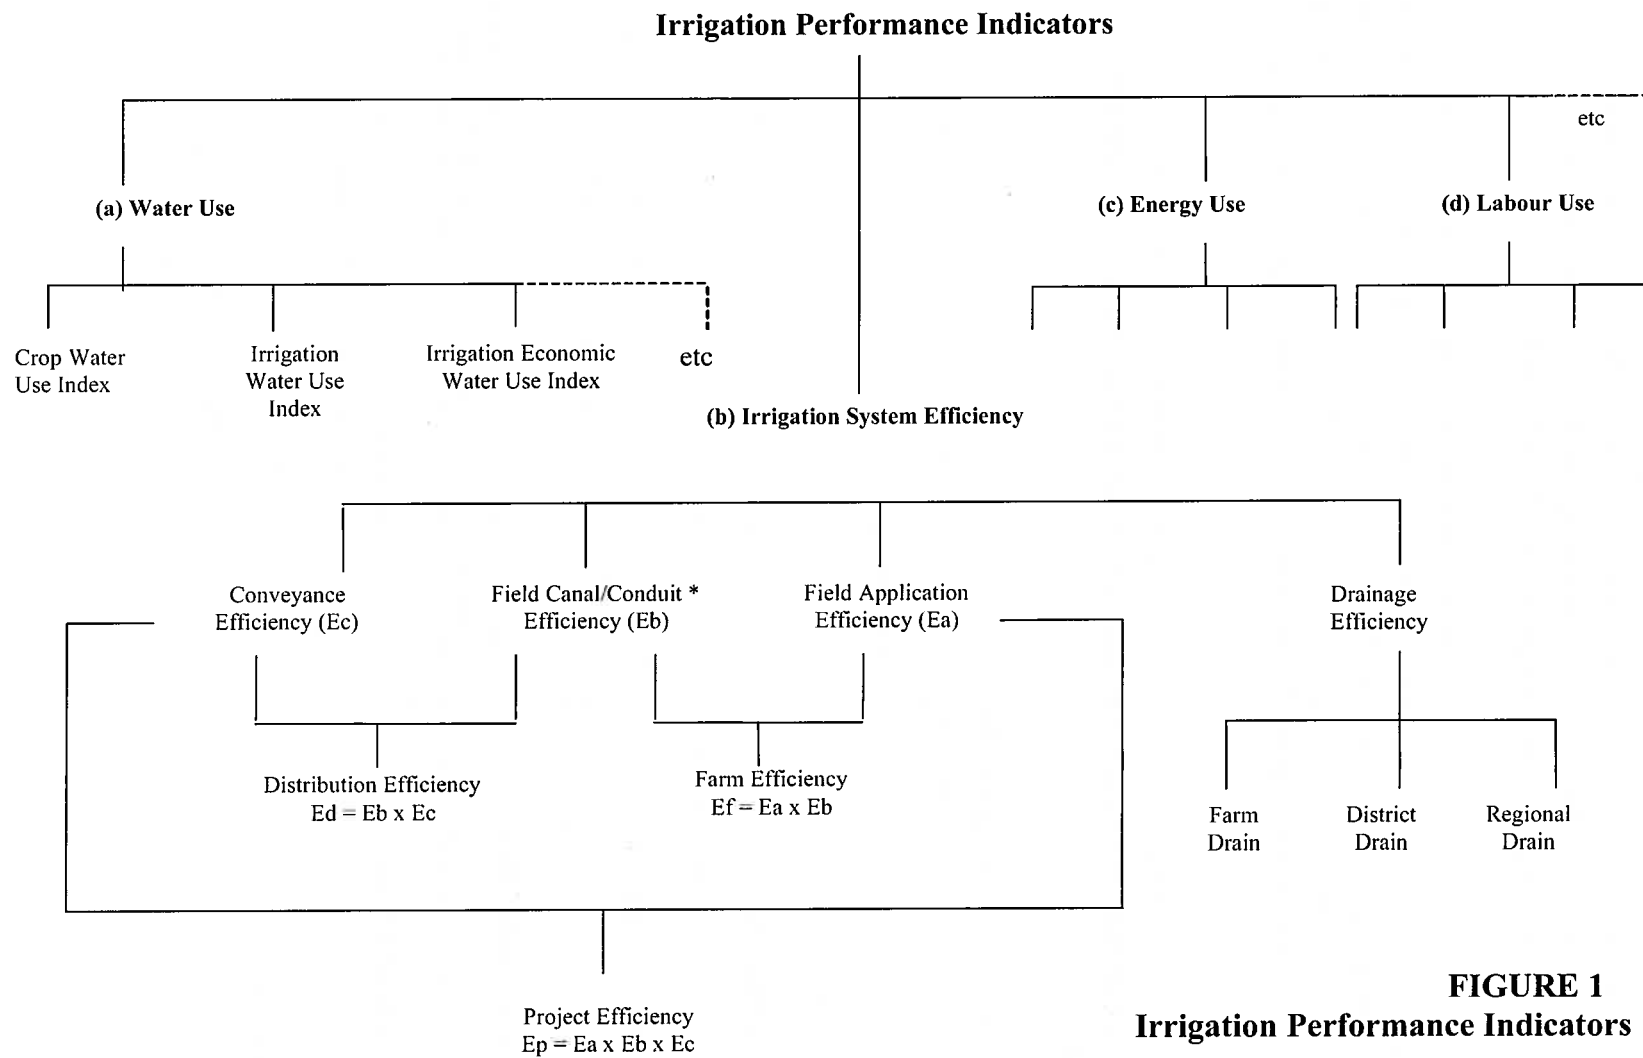 Irrigation Performance Indicators
etc
(a) Water Use
(c) Energy Use
(d) Labour Use
Crop Water
Use Index
Irrigation
Water Use
Index
Irrigation Economic
Water Use Index
etc
(b) Irrigation System Efficiency
Conveyance
Efficiency (Ec)
Field Canal/Conduit *
Efficiency (Eb)
Field Application
Efficiency (Ea)
Drainage
Efficiency
Distribution Efficiency
Ed = Eb x Ec
Farm Efficiency
Ef = Ea x Eb
Farm
Drain
District
Drain
Regional
Drain
Project Efficiency
Ep = Ea x Eb x Ec
FIGURE 1
Irrigation Performance Indicators